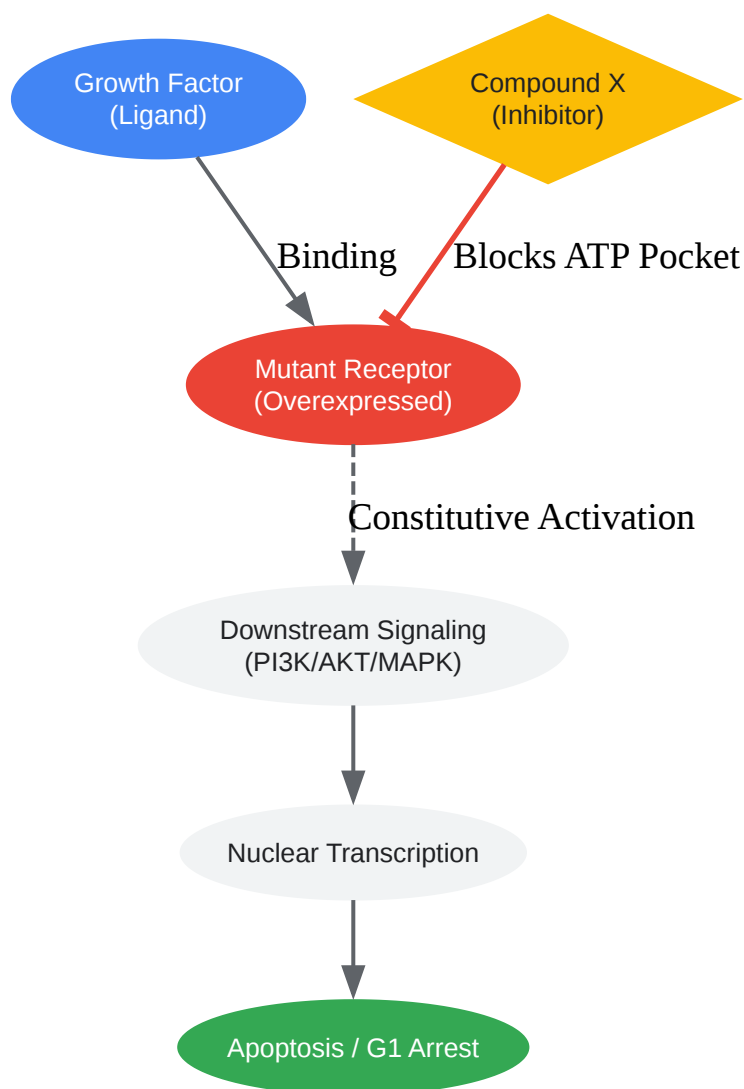 Growth Factor
(Ligand)
Compound X
(Inhibitor)
Binding
Blocks ATP Pocket
Mutant Receptor
(Overexpressed)
Constitutive Activation
Downstream Signaling
(PI3K/AKT/MAPK)
Nuclear Transcription
Apoptosis / G1 Arrest